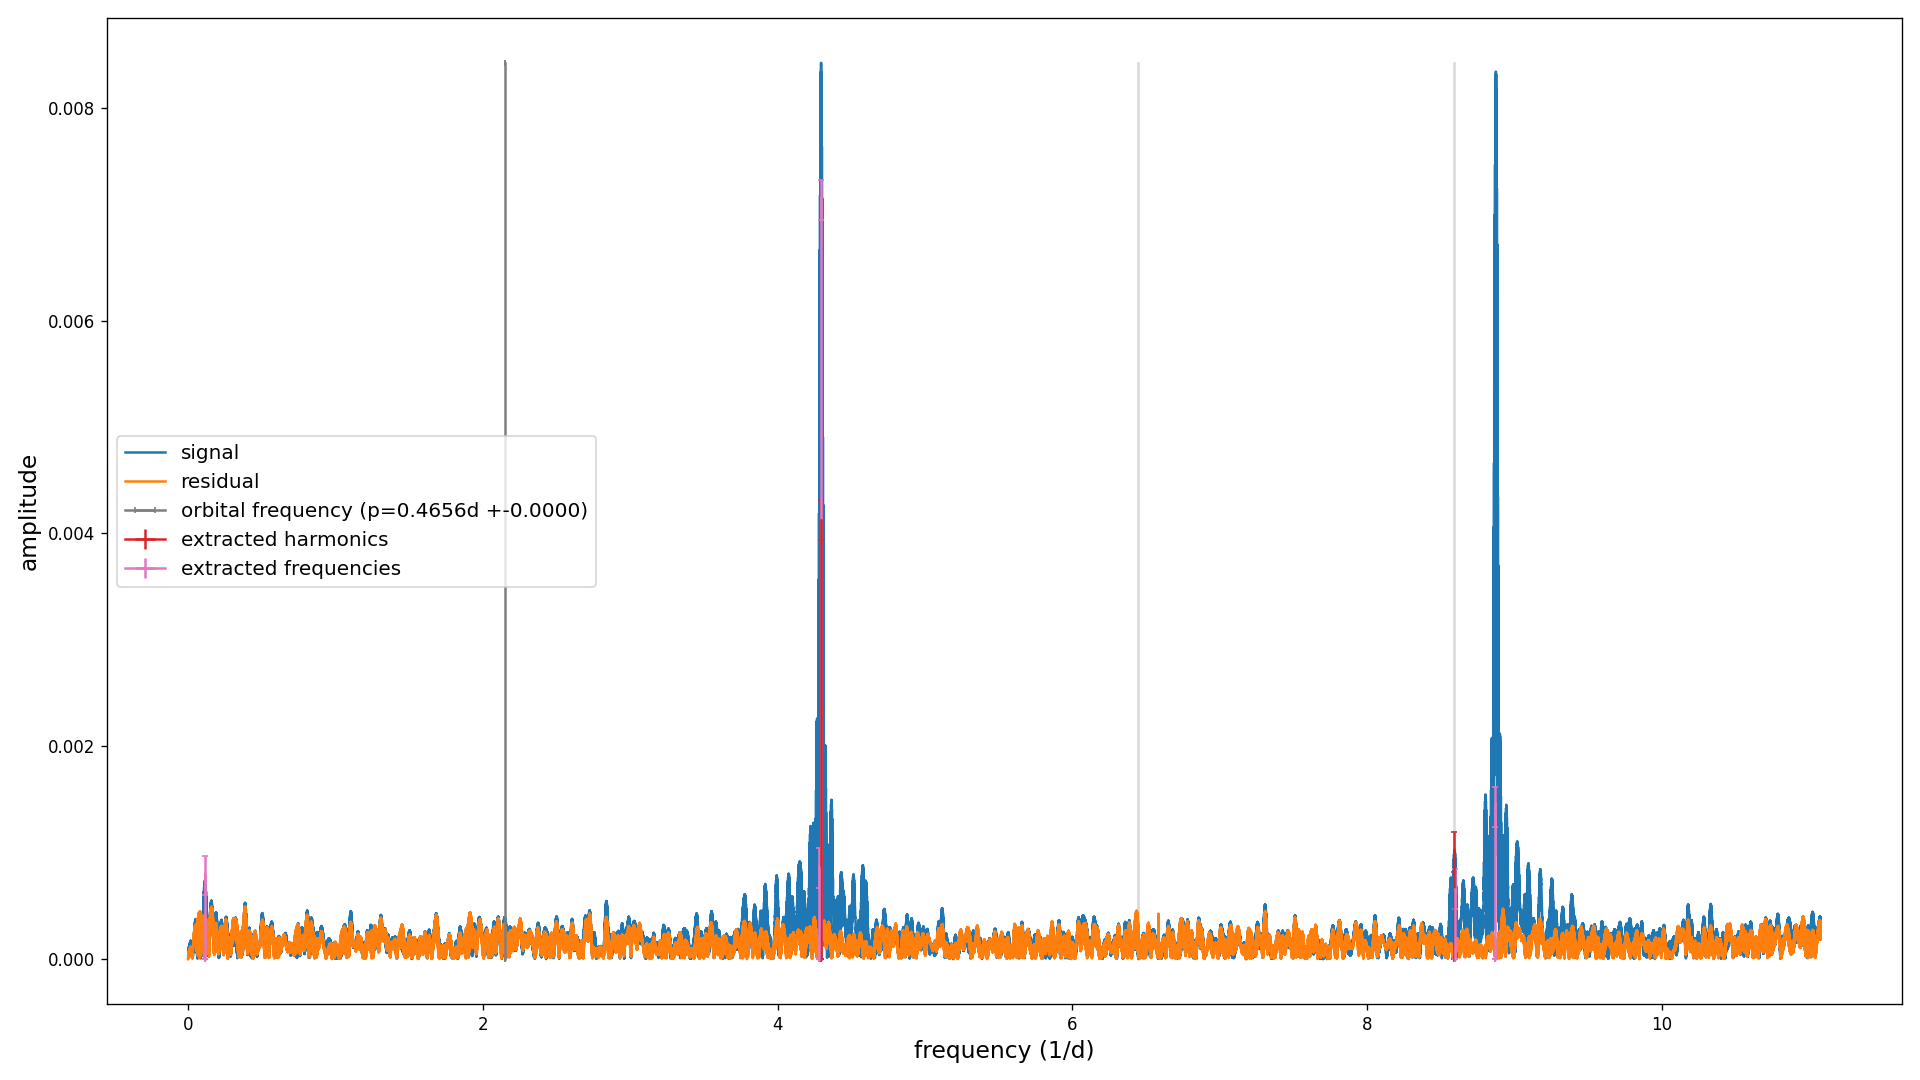 0.008
0.006
0.004
0.002
0.000
amplitude
signal
residual
orbital frequency (p=0.4656d +-0.0000)
extracted harmonics
extracted frequencies
0 2 4 6 8 10
frequency (1/d)